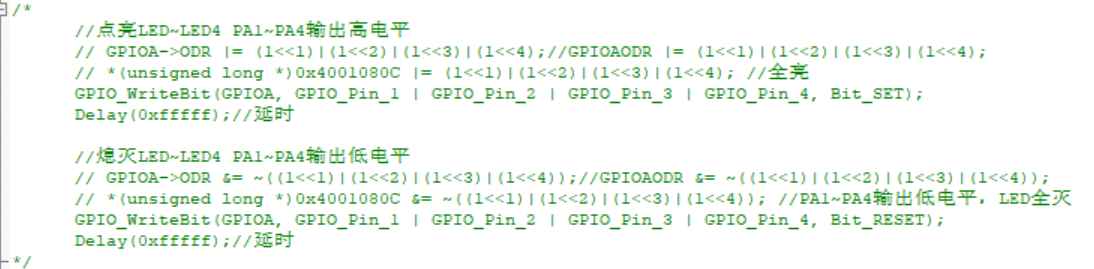 /*
//点亮LED~LED4 PA1~PA4输出高电平
// GPIOA->ODR |= (1<<1)|(1<<2)|(1<<3)|(1<<4);//GPIOAODR |= (1<<1)|(1<<2)|(1<<3)|(1<<4);
// *(unsigned long *)0x4001080C |= (1<<1)|(1<<2)|(1<<3)|(1<<4); //全亮
GPIO_WriteBit(GPIOA, GPIO_Pin_1 | GPIO_Pin_2 | GPIO_Pin_3 | GPIO_Pin_4, Bit_SET);
Delay(0xfffff);//延时
//熄灭LED~LED4 PA1~PA4输出低电平
// GPIOA->ODR &= ~((1<<1)|(1<<2)|(1<<3)|(1<<4));//GPIOAODR &= ~((1<<1)|(1<<2)|(1<<3)|(1<<4));
// *(unsigned long *)0x4001080C &= ~((1<<1)|(1<<2)|(1<<3)|(1<<4)); //PA1~PA4输出低电平，LED全灭
GPIO_WriteBit(GPIOA, GPIO_Pin_1 | GPIO_Pin_2 | GPIO_Pin_3 | GPIO_Pin_4, Bit_RESET);
Delay(0xfffff);//延时
*/